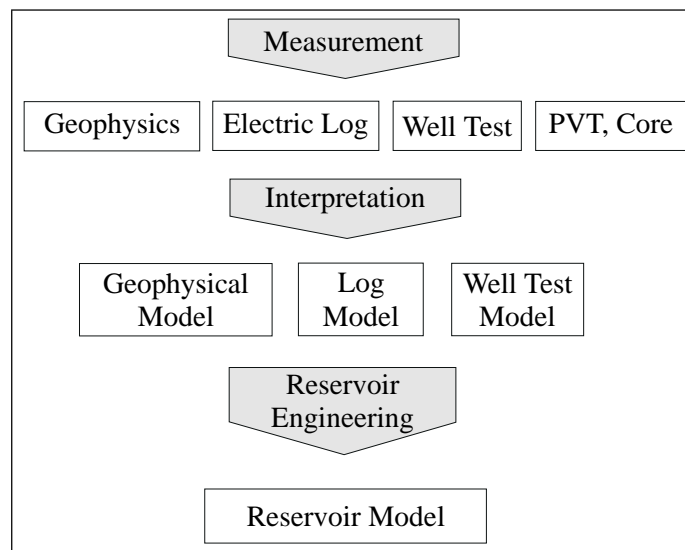 Measurement
Geophysics Electric Log Well Test PVT, Core
Interpretation
Geophysical Log Well Test
Model Model Model
Reservoir
Engineering
Reservoir Model